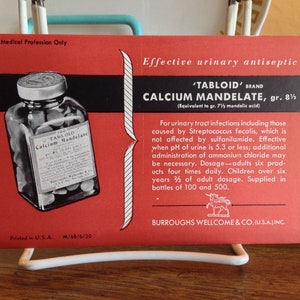 Medical Profession Only
Effective urinary antiseptic
'TABLOID' BRAND
CALCIUM MANDELATE, gr. 8½
(Equivalent to gr. 7½ mandelic acid)
For urinary tract infections including those
caused by Streptococcus fecalis, which is
not affected by sulfanilamide. Effective
when pH of urine is 5.3 or less; additional
administration of ammonium chloride may
be necessary. Dosage—adults six prod-
ucts four times daily. Children over six
years ⅔ of adult dosage. Supplied in
bottles of 100 and 500.
BURROUGHS WELLCOME & CO. (U.S.A.) INC.
TABLOID
Calcium Mandelate
Printed in U.S.A.